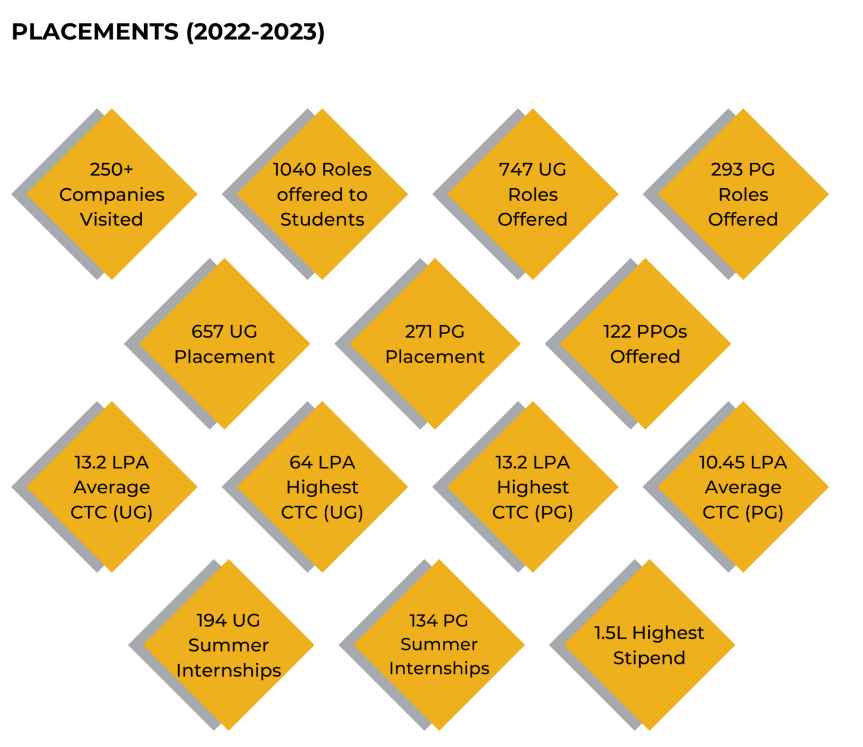 PLACEMENTS (2022-2023)
250+
Companies
Visited
1040 Roles
offered to
Students
747 UG
Roles
Offered
293 PG
Roles
Offered
657 UG
Placement
271 PG
Placement
122 PPOs
Offered
13.2 LPA
Average
CTC (UG)
64 LPA
Highest
CTC (UG)
13.2 LPA
Highest
CTC (PG)
10.45 LPA
Average
CTC (PG)
194 UG
Summer
Internships
134 PG
Summer
Internships
1.5L Highest
Stipend